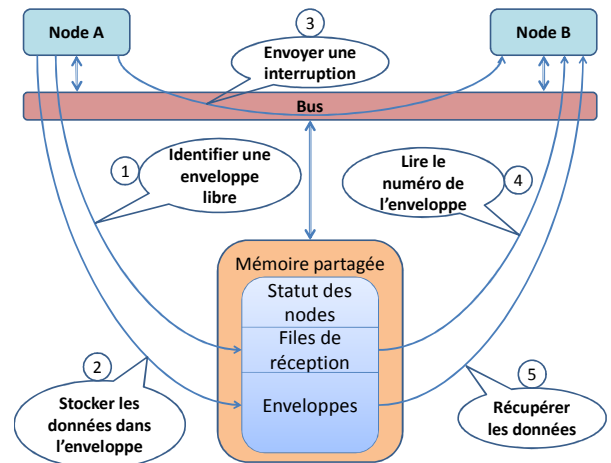 Node A
3
Envoyer une
interruption
Node B
Bus
1
Identifier une
enveloppe
libre
Lire le
numéro de
l'enveloppe
4
Mémoire partagée
Statut des
nodes
Files de
réception
Enveloppes
2
Stocker les
données dans
l'enveloppe
5
Récupérer
les données